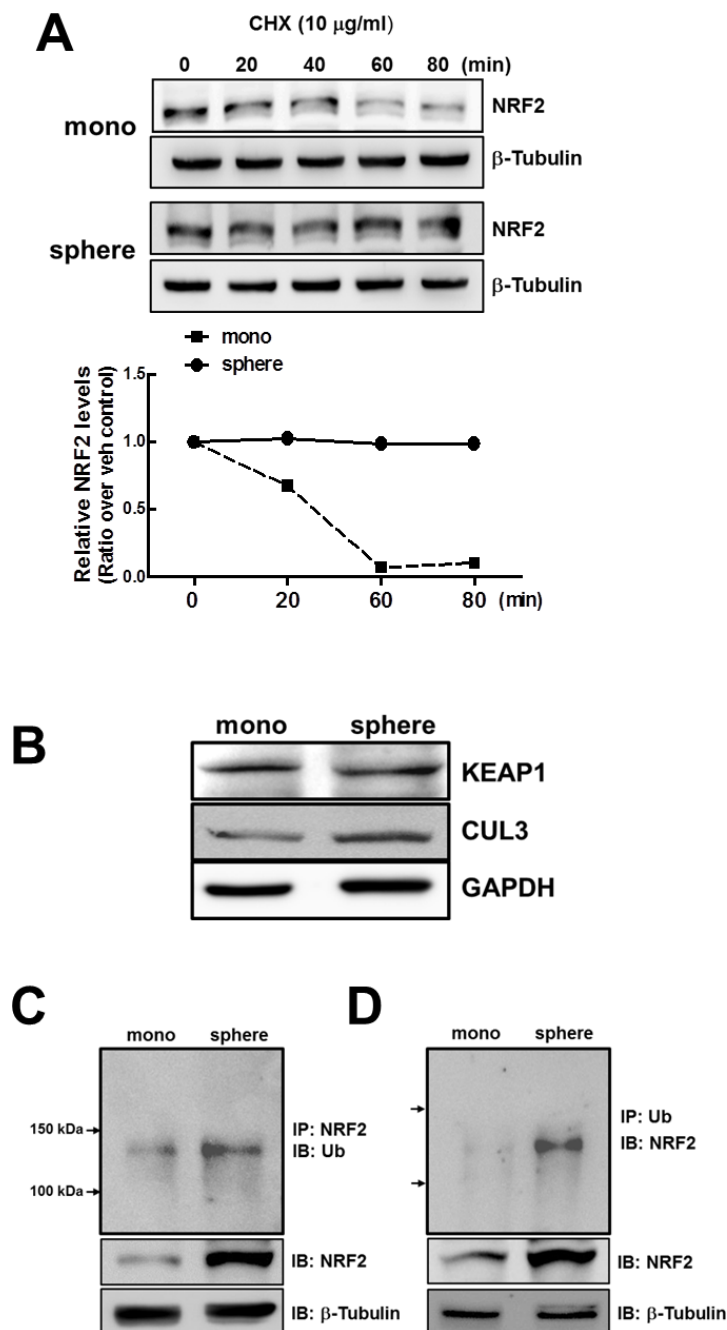 A
CHX (10 μg/ml)
0 20 40 60 80 (min)
mono
NRF2
β-Tubulin
sphere
NRF2
β-Tubulin
mono
sphere
Relative NRF2 levels
(Ratio over veh control)
1.5
1.0
0.5
0.0
0 20 60 80 (min)
B
mono sphere
KEAP1
CUL3
GAPDH
C
mono sphere
150 kDa
100 kDa
IP: NRF2
IB: Ub
IB: NRF2
IB: β-Tubulin
D
mono sphere
IP: Ub
IB: NRF2
IB: NRF2
IB: β-Tubulin